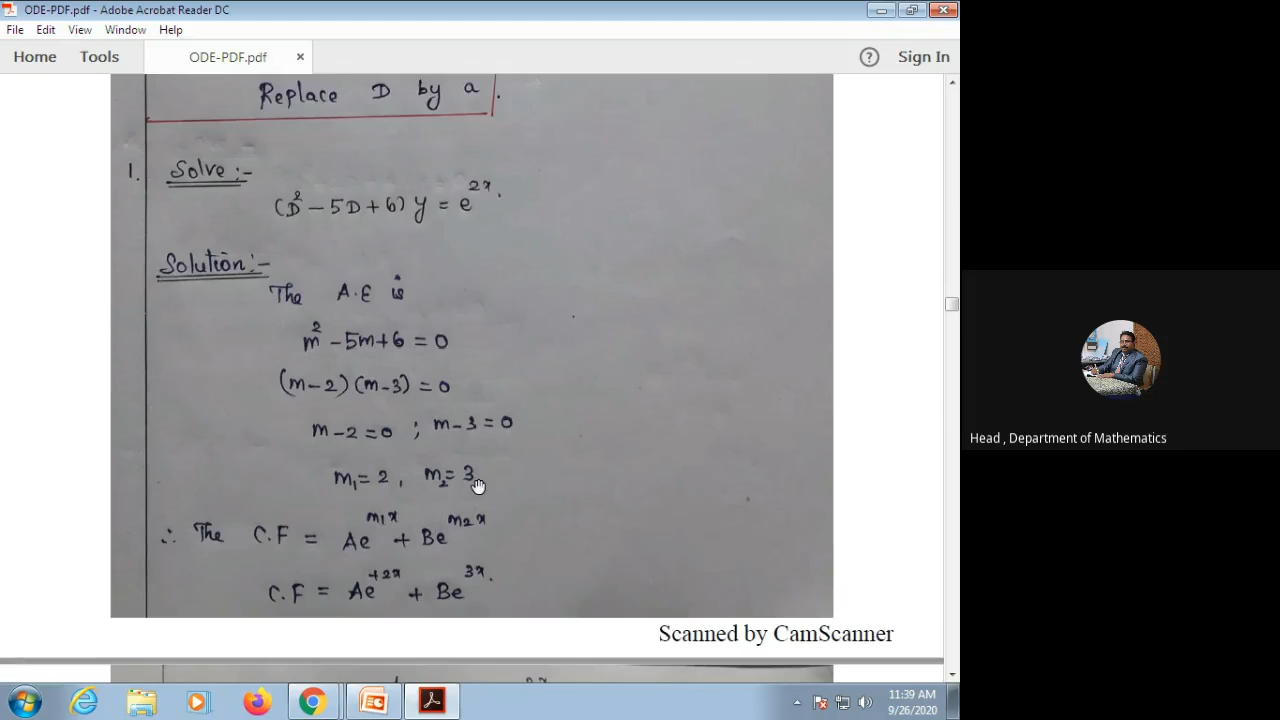 ODE-PDF.pdf - Adobe Acrobat Reader DC
File Edit View Window Help
Home Tools ODE-PDF.pdf × ? Sign In
Replace D by a.
1. Solve:-
(D² - 5D + 6) y = e²ˣ.
Solution:-
The A.E is
m² - 5m + 6 = 0
(m-2) (m-3) = 0
m-2=0 ; m-3=0
m₁= 2, m₂= 3
∴ The C.F = Ae^m₁x + Be^m₂x
C.F = Ae^+2x + Be^3x.
Scanned by CamScanner
Head , Department of Mathematics
11:39 AM
9/26/2020